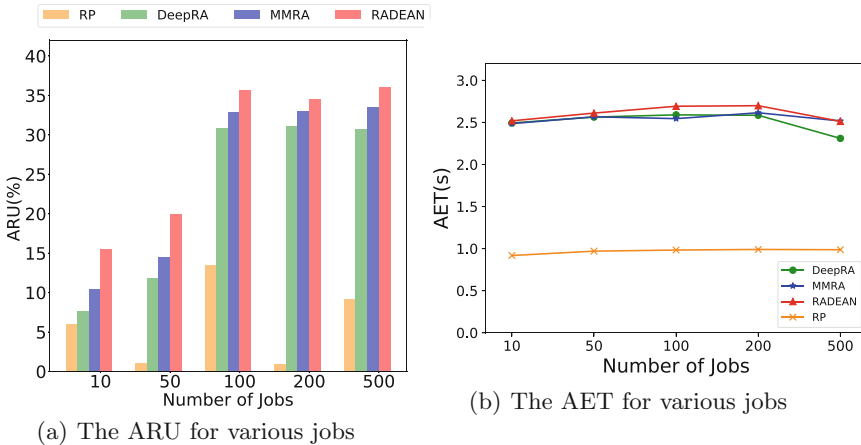 RP DeepRA MMRA RADEAN
40
35
30
25
20
15
10
5
0
ARU(%)
10 50 100 200 500
Number of Jobs
(a) The ARU for various jobs
3.0
2.5
2.0
1.5
1.0
0.5
0.0
AET(s)
DeepRA
MMRA
RADEAN
RP
10 50 100 200 500
Number of Jobs
(b) The AET for various jobs